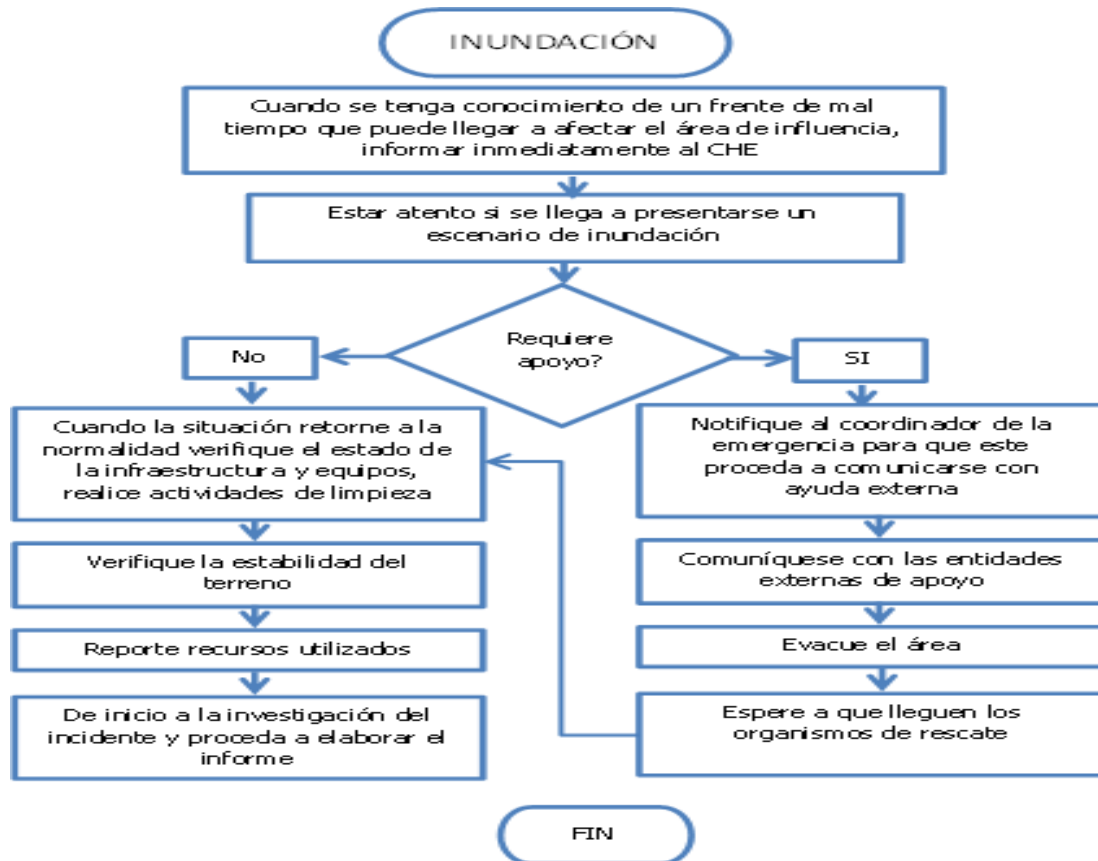 INUNDACIÓN
Cuando se tenga conocimiento de un frente de mal
tiempo que puede llegar a afectar el área de influencia,
informar inmediatamente al CHE
Estar atento si se llega a presentarse un
escenario de inundación
Requiere
apoyo?
No
SI
Cuando la situación retorne a la
normalidad verifique el estado de
la infraestructura y equipos,
realice actividades de limpieza
Verifique la estabilidad del
terreno
Reporte recursos utilizados
De inicio a la investigación del
incidente y proceda a elaborar el
informe
Notifique al coordinador de la
emergencia para que este
proceda a comunicarse con
ayuda externa
Comuníquese con las entidades
externas de apoyo
Evacue el área
Espere a que lleguen los
organismos de rescate
FIN